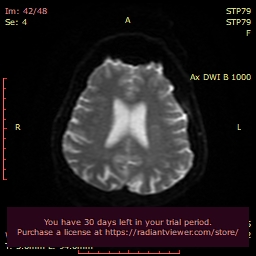 Im: 42/48
Se: 4
A
STP79
STP79
F
Ax DWI B 1000
R
L
You have 30 days left in your trial period.
Purchase a license at https://radiantviewer.com/store/